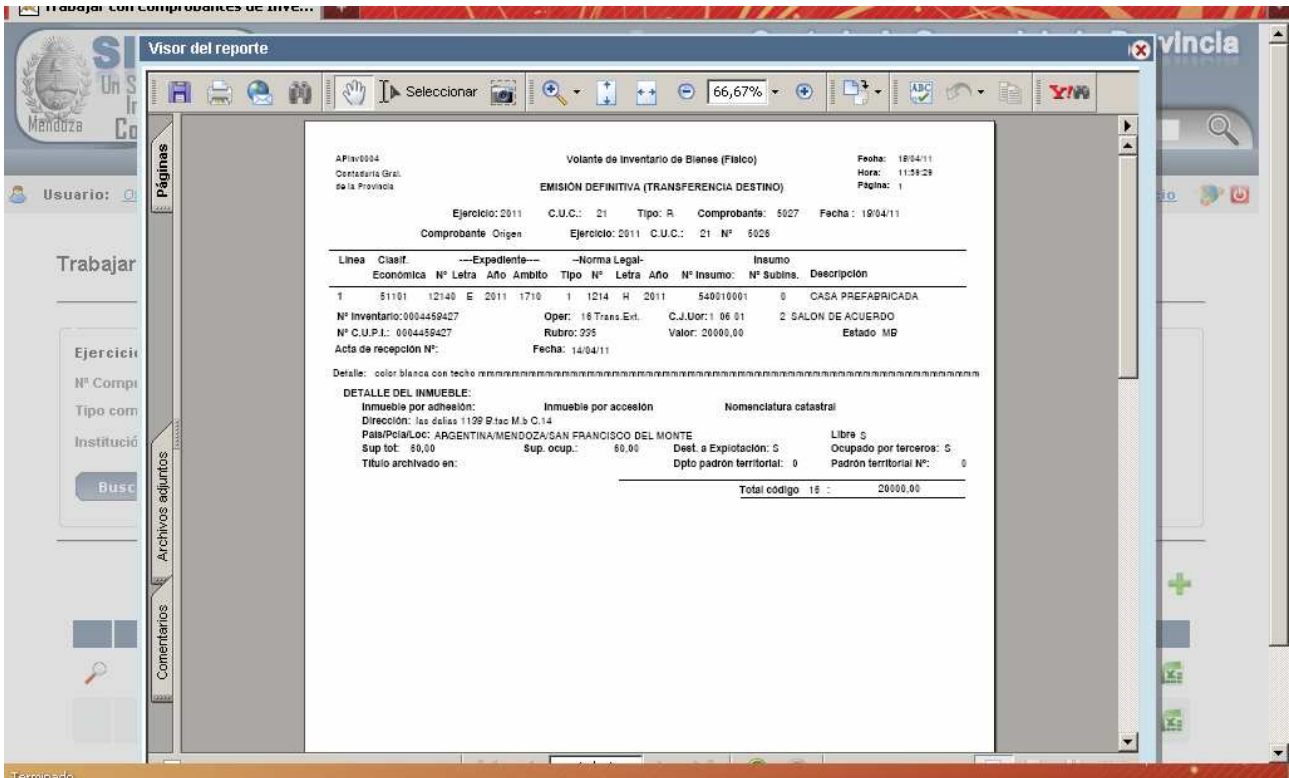 Trabajar con Comprobantes de Inve...
Visor del reporte
Provincia
SI
Un S
Mendoza
Usuario:
Seleccionar
66,67%
ABC
Páginas
Archivos adjuntos
Comentarios
APInv0004 Volante de Inventario de Bienes (Físico) Fecha: 18/04/11
Contaduría Gral. Hora: 11:59:29
de la Provincia EMISIÓN DEFINITIVA (TRANSFERENCIA DESTINO) Página: 1
Ejercicio: 2011 C.U.C.: 21 Tipo: R Comprobante: 5027 Fecha : 19/04/11
Comprobante Origen Ejercicio: 2011 C.U.C.: 21 Nº 5026
Linea Clasif. ----Expediente---- --Norma Legal- Insumo
Económica Nº Letra Año Ambito Tipo Nº Letra Año Nº Insumo: Nº Subins. Descripción
1 51101 12140 E 2011 1710 1 1214 H 2011 540010001 0 CASA PREFABRICADA
Nº Inventario:0004459427 Oper: 16 Trans.Ext. C.J.Uor: 1 06 01 2 SALON DE ACUERDO
Nº C.U.P.I.: 0004459427 Rubro: 395 Valor: 20000,00 Estado MB
Acta de recepción Nº: Fecha: 14/04/11
Detalle: color blanca con techo
DETALLE DEL INMUEBLE:
Inmueble por adhesión: Inmueble por accesión Nomenclatura catastral
Dirección: las dalias 1139 B.tac M.b C.14
País/Pcia/Loc: ARGENTINA/MENDOZA/SAN FRANCISCO DEL MONTE Libre S
Sup tot: 60,00 Sup. ocup.: 60,00 Dest. a Explotación: S Ocupado por terceros: S
Título archivado en: Dpto padrón territorial: 0 Padrón territorial Nº: 0
Total código 16 : 20000,00
Trabajar
Ejercici
Nº Comp
Tipo com
Institució
Busc
Terminado